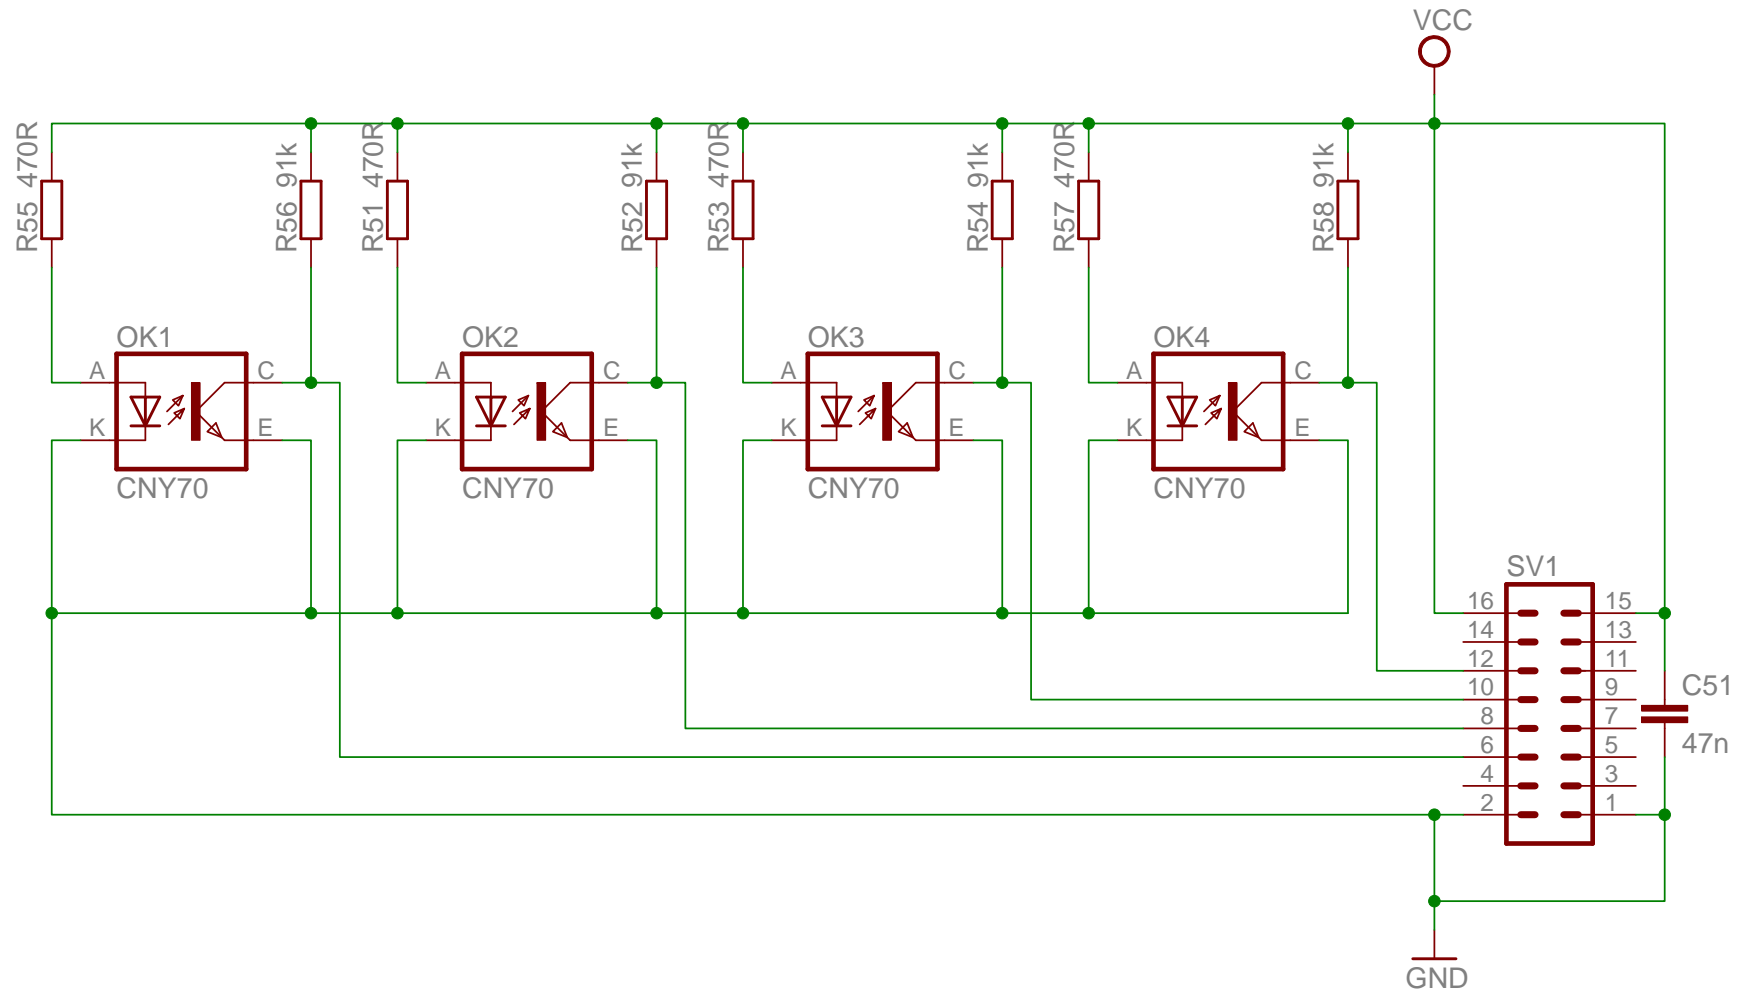 VCC
R55 470R
R56 91k
R51 470R
R52 91k
R53 470R
R54 91k
R57 470R
R58 91k
OK1
A
C
K
E
CNY70
OK2
A
C
K
E
CNY70
OK3
A
C
K
E
CNY70
OK4
A
C
K
E
CNY70
SV1
16 15
14 13
12 11
10 9
8 7
6 5
4 3
2 1
C51
47n
GND